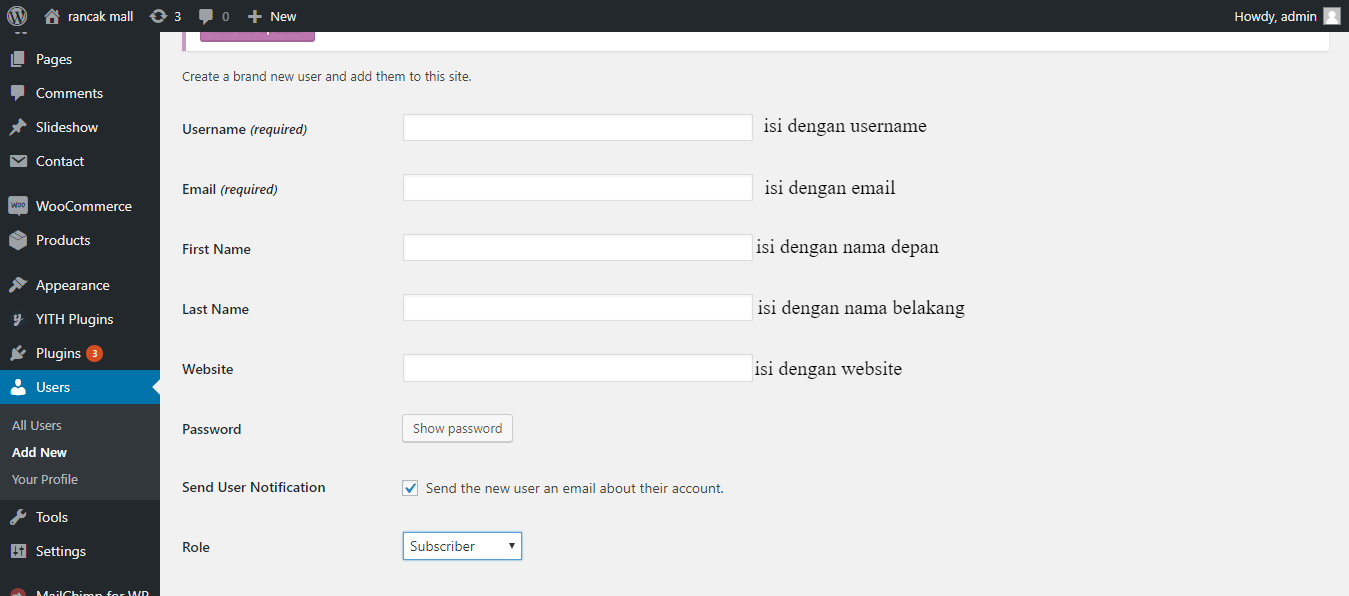 rancak mall 3 0 New Howdy, admin
Pages
Comments
Slideshow
Contact
WooCommerce
Products
Appearance
YITH Plugins
Plugins 3
Users
All Users
Add New
Your Profile
Tools
Settings
MailChimp for WP
Create a brand new user and add them to this site.
Username (required) isi dengan username
Email (required) isi dengan email
First Name isi dengan nama depan
Last Name isi dengan nama belakang
Website isi dengan website
Password Show password
Send User Notification Send the new user an email about their account.
Role Subscriber